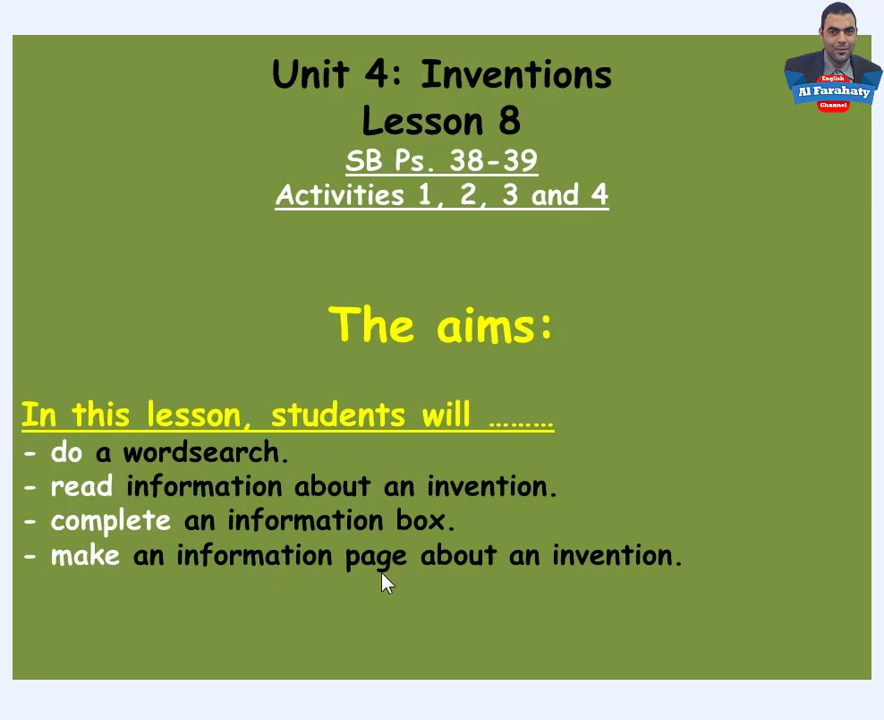 English
Al Farahaty
Channel
Unit 4: Inventions
Lesson 8
SB Ps. 38-39
Activities 1, 2, 3 and 4
The aims:
In this lesson, students will .........
- do a wordsearch.
- read information about an invention.
- complete an information box.
- make an information page about an invention.